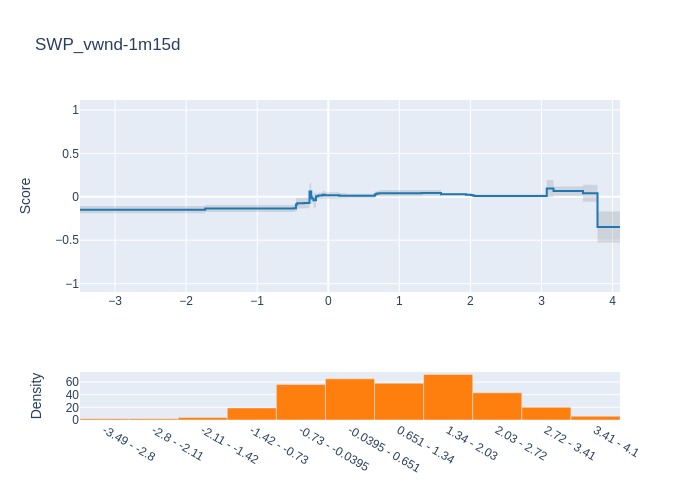 SWP_vwnd-1m15d
Score
1
0.5
0
−0.5
−1
−3
−2
−1
0
1
2
3
4
Density
60
40
20
0
-3.49 - -2.8
-2.8 - -2.11
-2.11 - -1.42
-1.42 - -0.73
-0.73 - -0.0395
-0.0395 - 0.651
0.651 - 1.34
1.34 - 2.03
2.03 - 2.72
2.72 - 3.41
3.41 - 4.1